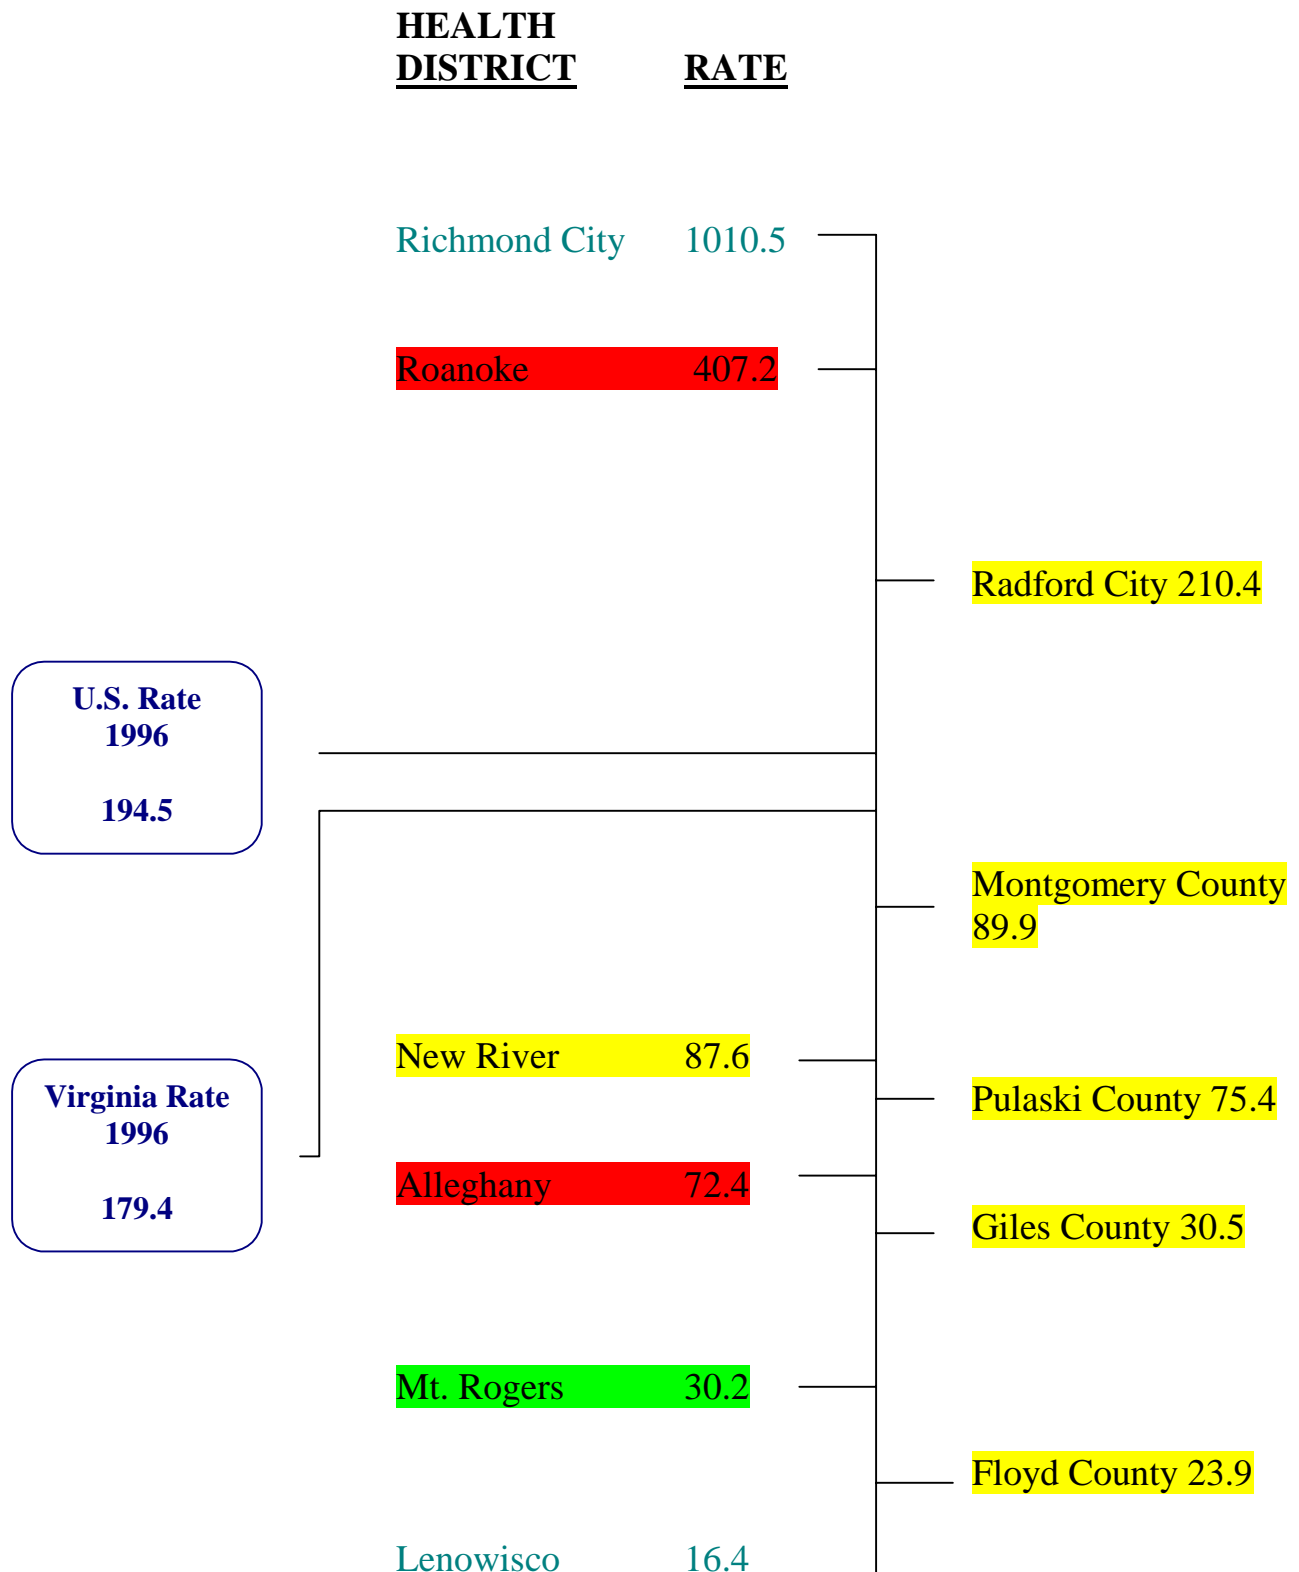 HEALTH
DISTRICT RATE
Richmond City 1010.5
Roanoke 407.2
Radford City 210.4
U.S. Rate
1996
194.5
Montgomery County
89.9
New River 87.6
Virginia Rate
1996
179.4
Pulaski County 75.4
Alleghany 72.4
Giles County 30.5
Mt. Rogers 30.2
Floyd County 23.9
Lenowisco 16.4